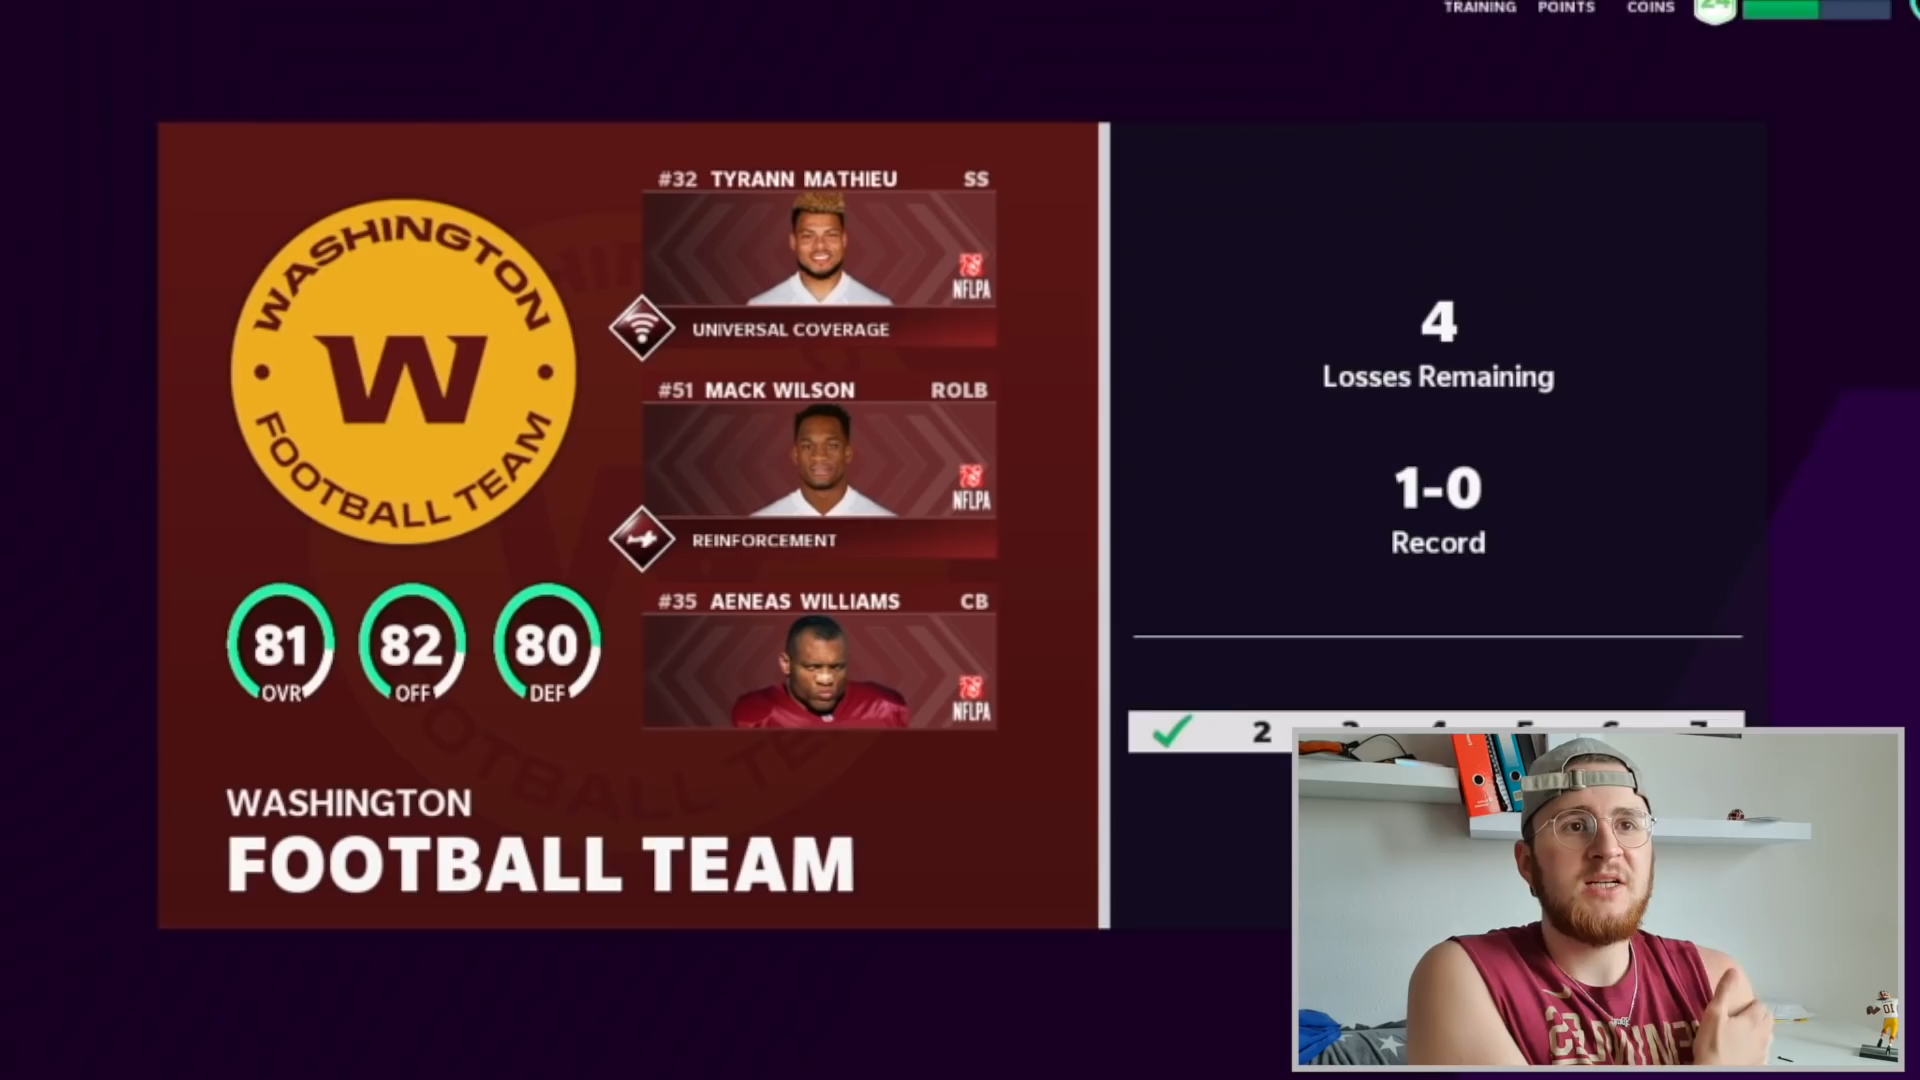 TRAINING POINTS COINS 24
WASHINGTON
W
FOOTBALL TEAM
#32 TYRANN MATHIEU SS
NFLPA
UNIVERSAL COVERAGE
#51 MACK WILSON ROLB
NFLPA
REINFORCEMENT
#35 AENEAS WILLIAMS CB
NFLPA
81 82 80
OVR OFF DEF
WASHINGTON
FOOTBALL TEAM
4
Losses Remaining
1-0
Record
2